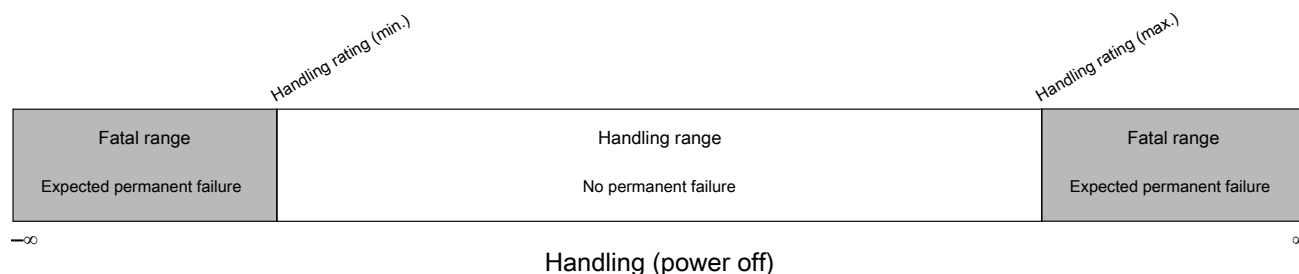 Handling rating (min.)
Handling rating (max.)
Fatal range
Handling range
Fatal range
Expected permanent failure
No permanent failure
Expected permanent failure
–∞
∞
Handling (power off)